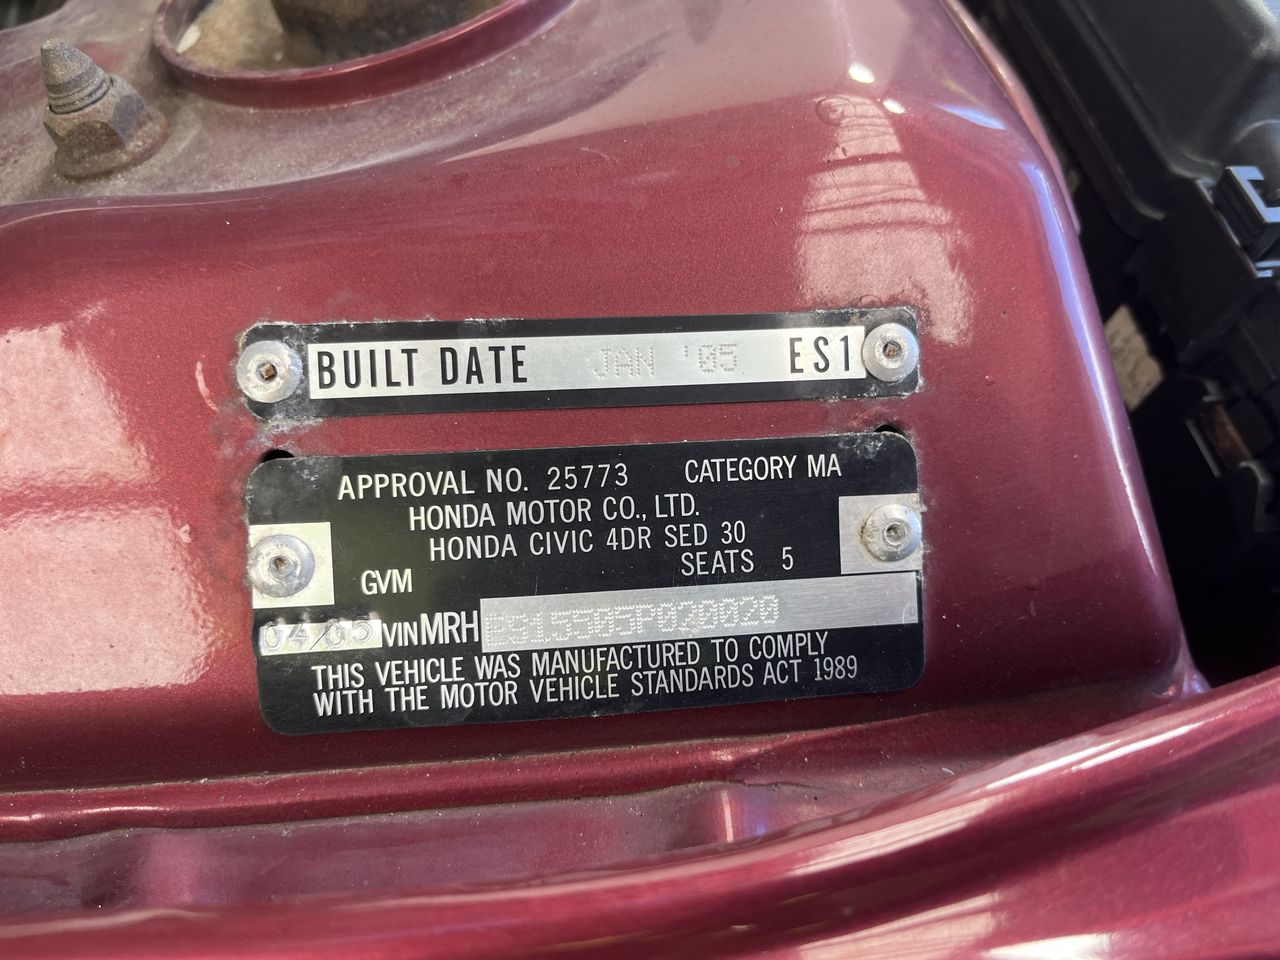 BUILT DATE JAN '05 ES1
APPROVAL NO. 25773 CATEGORY MA
HONDA MOTOR CO., LTD.
HONDA CIVIC 4DR SED 30
SEATS 5
GVM
04/05 VIN MRH ES15505P020020
THIS VEHICLE WAS MANUFACTURED TO COMPLY
WITH THE MOTOR VEHICLE STANDARDS ACT 1989